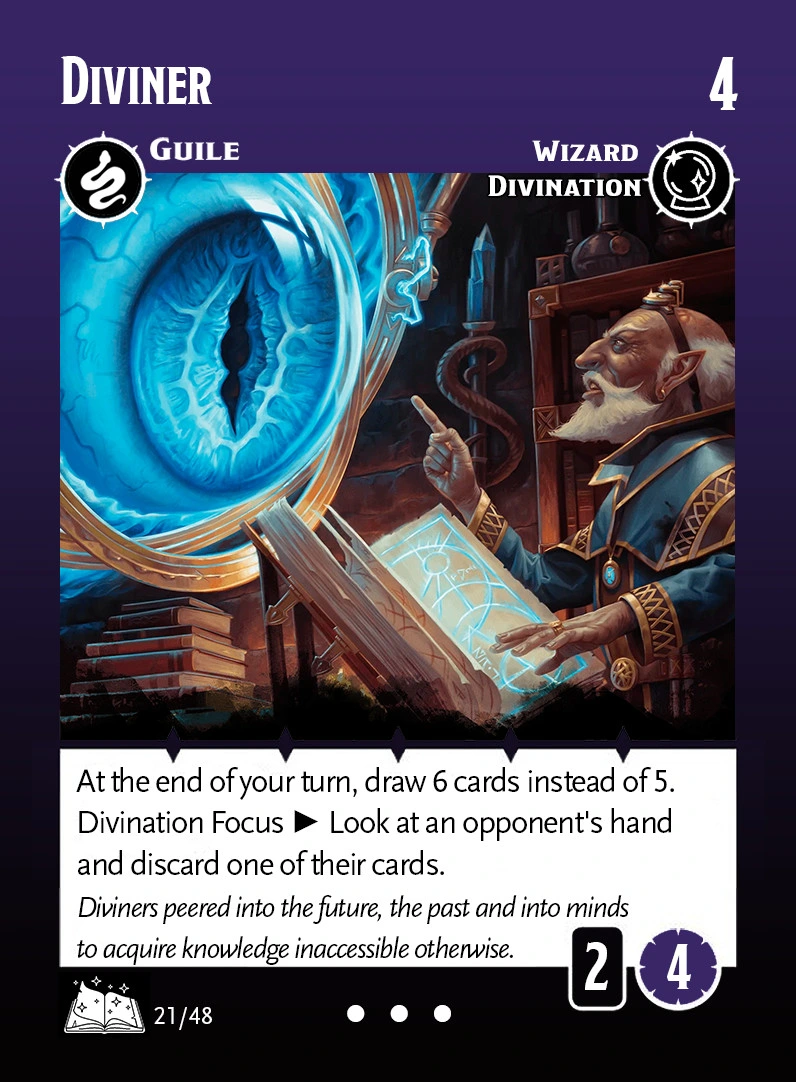 Diviner
4
Guile
Wizard
Divination
At the end of your turn, draw 6 cards instead of 5.
Divination Focus ► Look at an opponent's hand
and discard one of their cards.
Diviners peered into the future, the past and into minds
to acquire knowledge inaccessible otherwise.
2
4
21/48